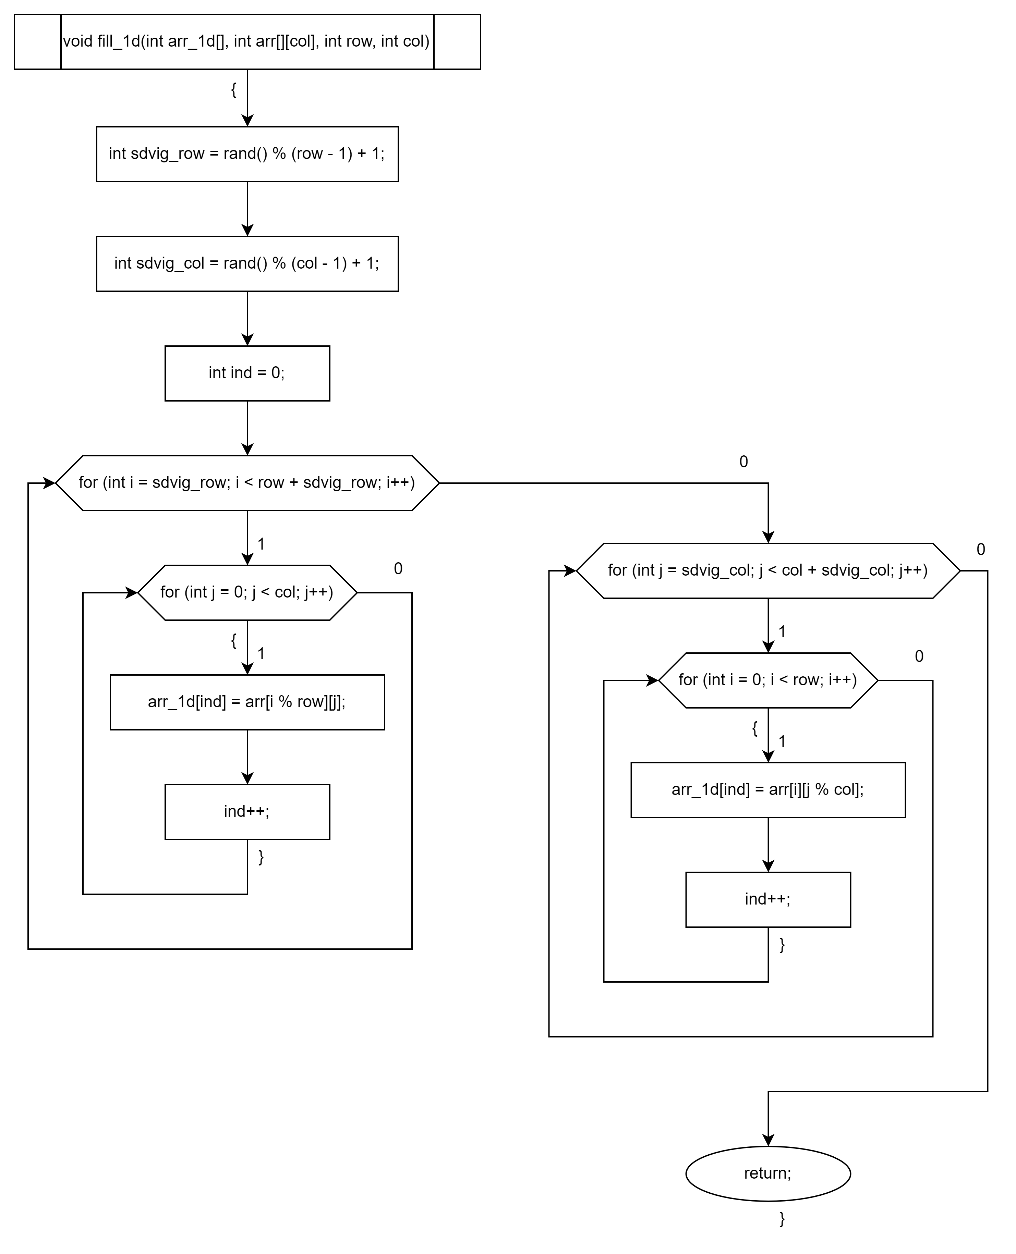 void fill_1d(int arr_1d[], int arr[][col], int row, int col)
{
int sdvig_row = rand() % (row - 1) + 1;
int sdvig_col = rand() % (col - 1) + 1;
int ind = 0;
for (int i = sdvig_row; i < row + sdvig_row; i++)
0
1
for (int j = 0; j < col; j++)
0
{
1
arr_1d[ind] = arr[i % row][j];
ind++;
}
for (int j = sdvig_col; j < col + sdvig_col; j++)
0
1
for (int i = 0; i < row; i++)
0
{
1
arr_1d[ind] = arr[i][j % col];
ind++;
}
return;
}